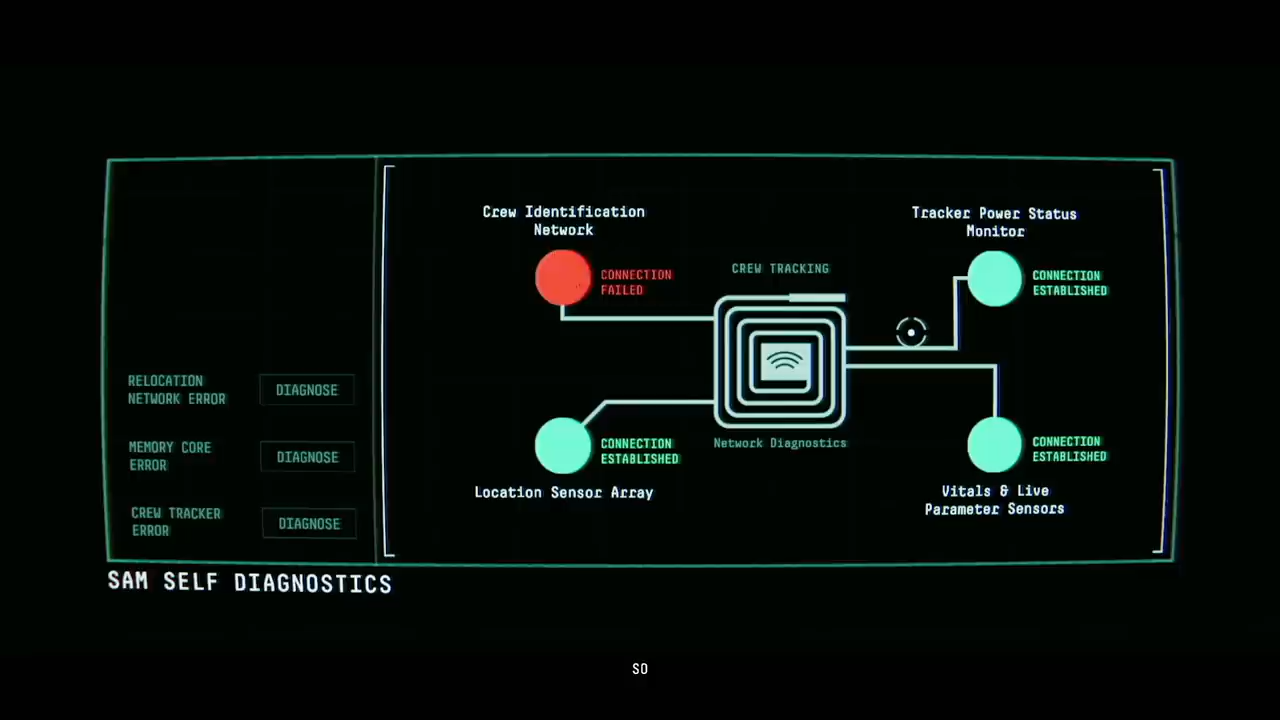 Crew Identification
Network
CONNECTION
FAILED
CREW TRACKING
Tracker Power Status
Monitor
CONNECTION
ESTABLISHED
RELOCATION
NETWORK ERROR
DIAGNOSE
MEMORY CORE
ERROR
DIAGNOSE
CREW TRACKER
ERROR
DIAGNOSE
CONNECTION
ESTABLISHED
Location Sensor Array
Network Diagnostics
CONNECTION
ESTABLISHED
Vitals & Live
Parameter Sensors
SAM SELF DIAGNOSTICS
SO